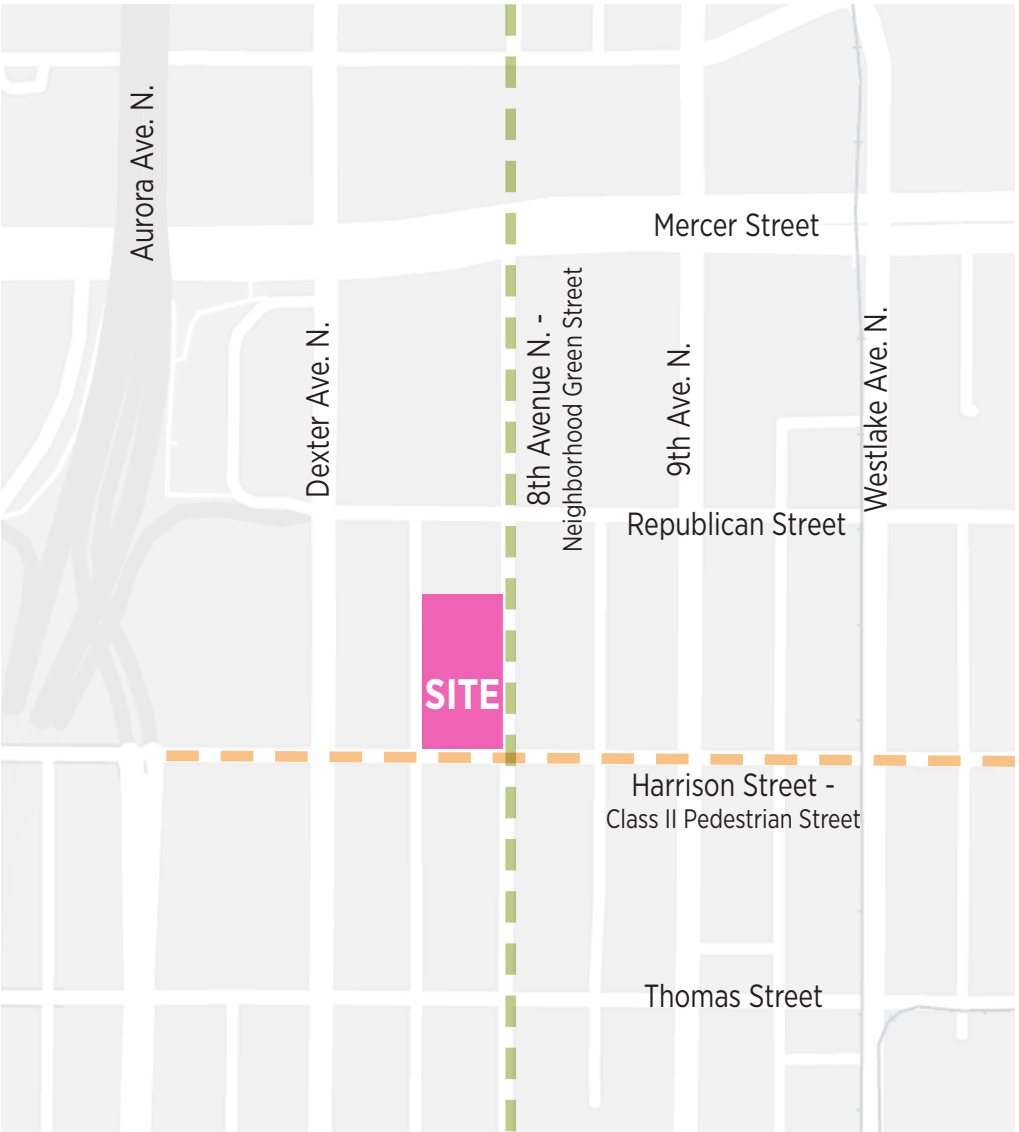 Aurora Ave. N.
Mercer Street
Dexter Ave. N.
8th Avenue N. -
Neighborhood Green Street
9th Ave. N.
Westlake Ave. N.
Republican Street
SITE
Harrison Street -
Class II Pedestrian Street
Thomas Street